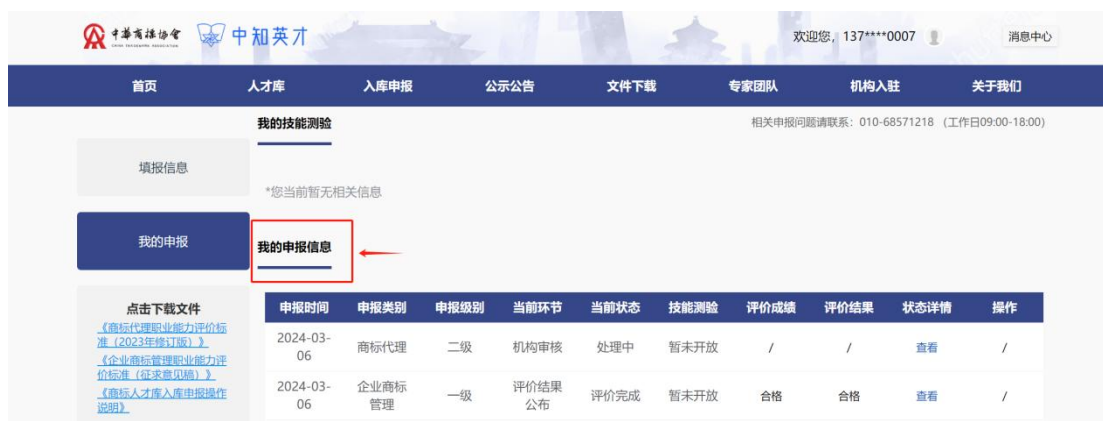 中華商標協會
CHINA TRADEMARK ASSOCIATION
中知英才
欢迎您, 137****0007
消息中心
首页 人才库 入库申报 公示公告 文件下载 专家团队 机构入驻 关于我们
我的技能测验
相关申报问题请联系：010-68571218 (工作日09:00-18:00)
填报信息
*您当前暂无相关信息
我的申报
我的申报信息
点击下载文件
《商标代理职业能力评价标
准（2023年修订版）》
《企业商标管理职业能力评
价标准（征求意见稿）》
《商标人才库入库申报操作
说明》
申报时间 申报类别 申报级别 当前环节 当前状态 技能测验 评价成绩 评价结果 状态详情 操作
2024-03-
06 商标代理 二级 机构审核 处理中 暂未开放 / / 查看 /
2024-03-
06 企业商标
管理 一级 评价结果
公布 评价完成 暂未开放 合格 合格 查看 /